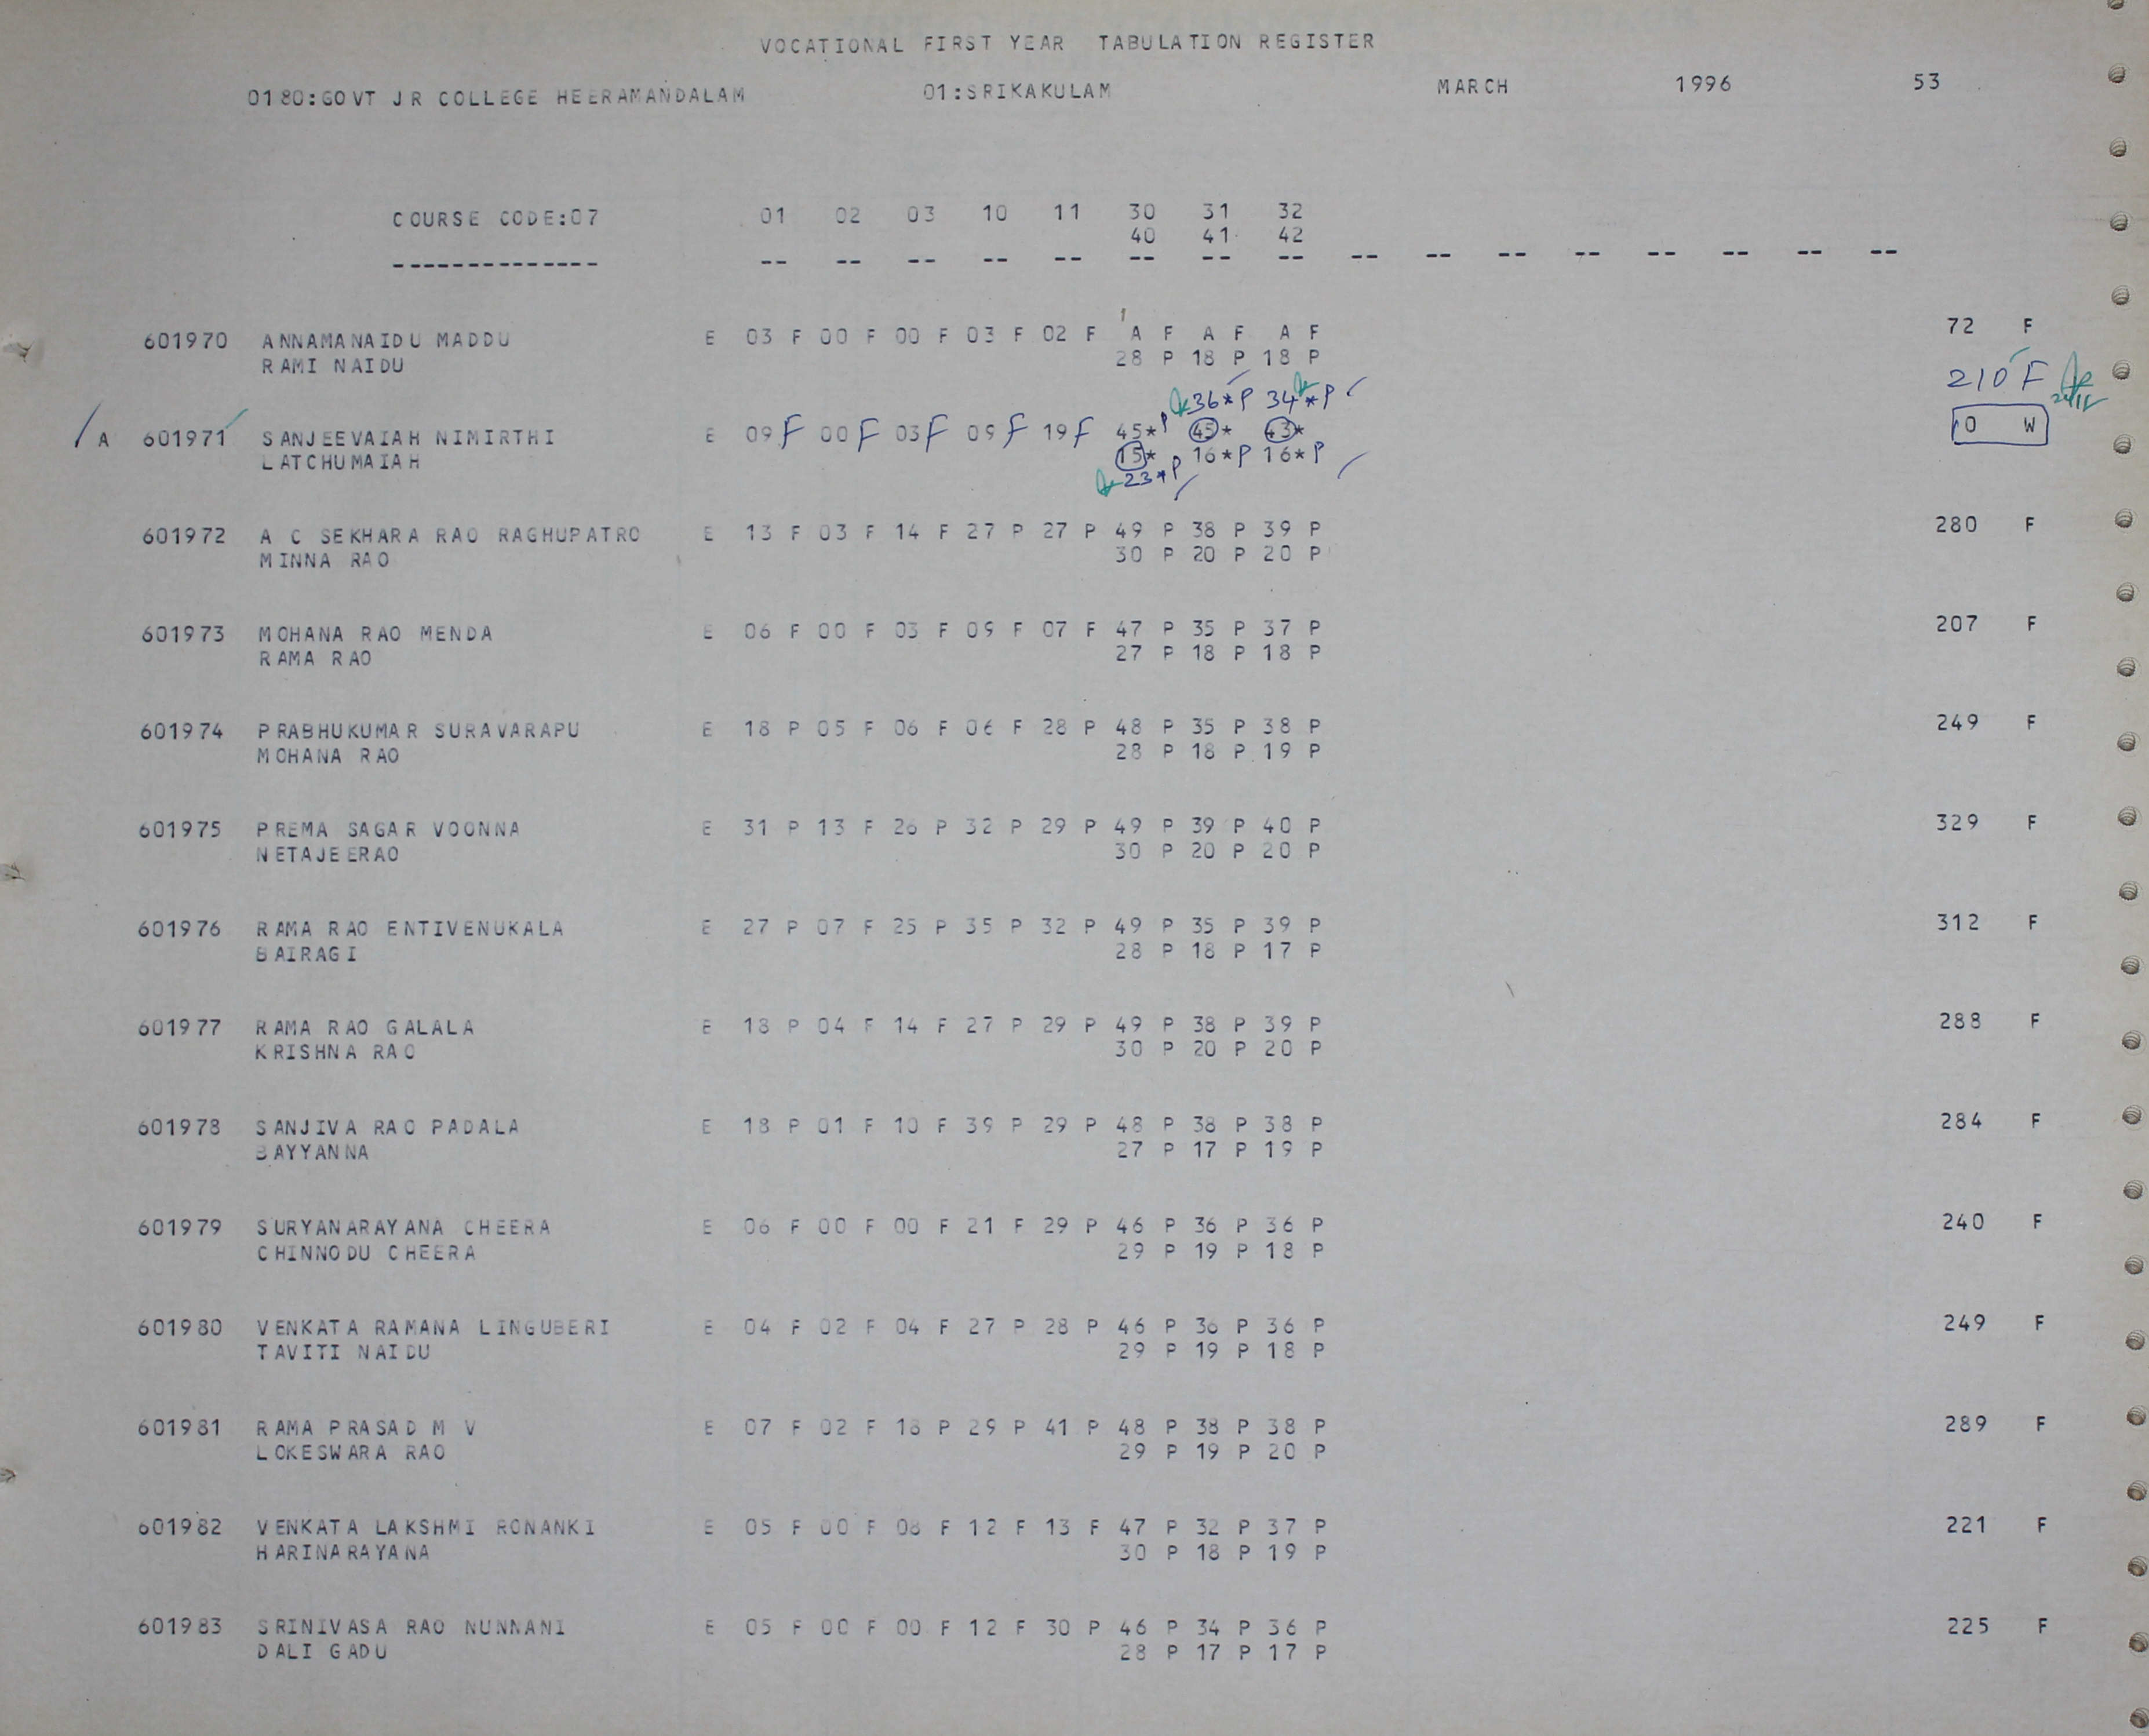 VOCATIONAL FIRST YEAR TABULATION REGISTER
0180:GOVT JR COLLEGE HEERAMANDALAM 01:SRIKAKULAM MARCH 1996 53
COURSE CODE:07 01 02 03 10 11 30 31 32
40 41 42
-------------- -- -- -- -- -- -- -- -- -- -- -- -- -- -- -- --
601970 ANNAMANAIDU MADDU E 03 F 00 F 00 F 03 F 02 F A F A F A F 72 F
RAMI NAIDU 28 P 18 P 18 P
36*P 34*P 210 F
A 601971 SANJEEVAIAH NIMIRTHI E 09 F 00 F 03 F 09 F 19 F 45*P 45* 43* 0 W
LATCHUMAIAH 15* 16*P 16*P
23*P
601972 A C SEKHARA RAO RAGHUPATRO E 13 F 03 F 14 F 27 P 27 P 49 P 38 P 39 P 280 F
MINNA RAO 30 P 20 P 20 P
601973 MOHANA RAO MENDA E 06 F 00 F 03 F 09 F 07 F 47 P 35 P 37 P 207 F
RAMA RAO 27 P 18 P 18 P
601974 PRABHUKUMAR SURAVARAPU E 18 P 05 F 06 F 06 F 28 P 48 P 35 P 38 P 249 F
MOHANA RAO 28 P 18 P 19 P
601975 PREMA SAGAR VOONNA E 31 P 13 F 26 P 32 P 29 P 49 P 39 P 40 P 329 F
NETAJEERAO 30 P 20 P 20 P
601976 RAMA RAO ENTIVENUKALA E 27 P 07 F 25 P 35 P 32 P 49 P 35 P 39 P 312 F
BAIRAGI 28 P 18 P 17 P
601977 RAMA RAO GALALA E 18 P 04 F 14 F 27 P 29 P 49 P 38 P 39 P 288 F
KRISHNA RAO 30 P 20 P 20 P
601978 SANJIVA RAO PADALA E 18 P 01 F 10 F 39 P 29 P 48 P 38 P 38 P 284 F
BAYYANNA 27 P 17 P 19 P
601979 SURYANARAYANA CHEERA E 06 F 00 F 00 F 21 F 29 P 46 P 36 P 36 P 240 F
CHINNODU CHEERA 29 P 19 P 18 P
601980 VENKATA RAMANA LINGUBERI E 04 F 02 F 04 F 27 P 28 P 46 P 36 P 36 P 249 F
TAVITI NAIDU 29 P 19 P 18 P
601981 RAMA PRASAD M V E 07 F 02 F 18 P 29 P 41 P 48 P 38 P 38 P 289 F
LOKESWARA RAO 29 P 19 P 20 P
601982 VENKATA LAKSHMI RONANKI E 05 F 00 F 08 F 12 F 13 F 47 P 32 P 37 P 221 F
HARINARAYANA 30 P 18 P 19 P
601983 SRINIVASA RAO NUNNANI E 05 F 00 F 00 F 12 F 30 P 46 P 34 P 36 P 225 F
DALI GADU 28 P 17 P 17 P